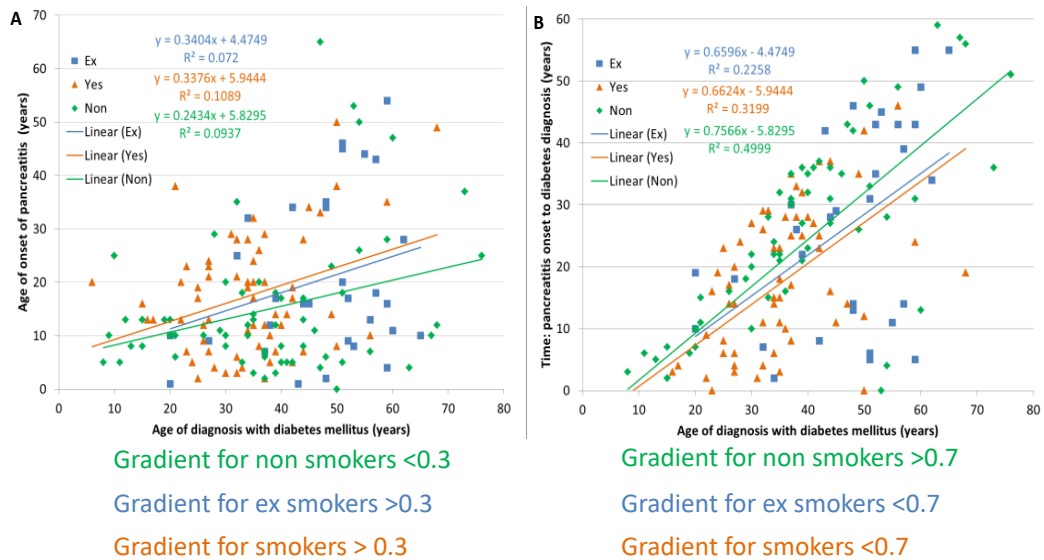 A
Age of onset of pancreatitis (years)
70
60
50
40
30
20
10
0
y = 0.3404x + 4.4749
R² = 0.072
y = 0.3376x + 5.9444
R² = 0.1089
y = 0.2434x + 5.8295
R² = 0.0937
Ex
Yes
Non
Linear (Ex)
Linear (Yes)
Linear (Non)
0 10 20 30 40 50 60 70 80
Age of diagnosis with diabetes mellitus (years)
Gradient for non smokers <0.3
Gradient for ex smokers >0.3
Gradient for smokers > 0.3
B
Time: pancreatitis onset to diabetes diagnosis (years)
60
50
40
30
20
10
0
y = 0.6596x - 4.4749
R² = 0.2258
y = 0.6624x - 5.9444
R² = 0.3199
y = 0.7566x - 5.8295
R² = 0.4999
Ex
Yes
Non
Linear (Ex)
Linear (Yes)
Linear (Non)
0 10 20 30 40 50 60 70 80
Age of diagnosis with diabetes mellitus (years)
Gradient for non smokers >0.7
Gradient for ex smokers <0.7
Gradient for smokers <0.7